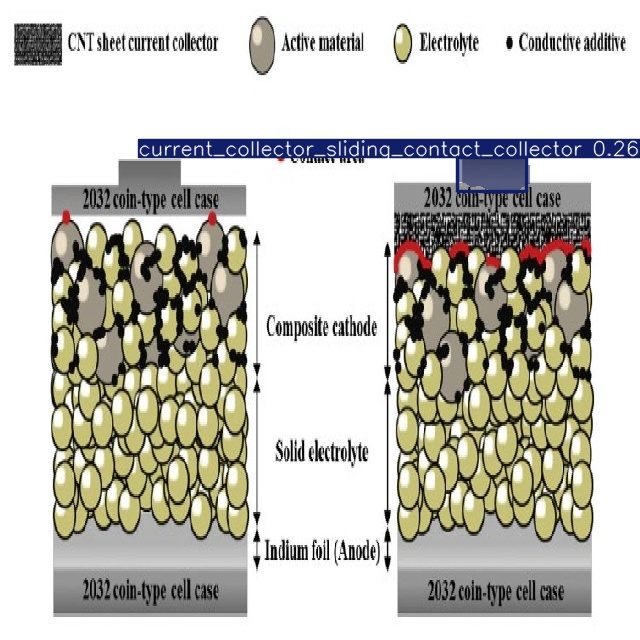 CNT sheet current collector
Active material
Electrolyte
Conductive additive
current_collector_sliding_contact_collector 0.26
2032 coin-type cell case
2032 coin-type cell case
Composite cathode
Solid electrolyte
Indium foil (Anode)
2032 coin-type cell case
2032 coin-type cell case